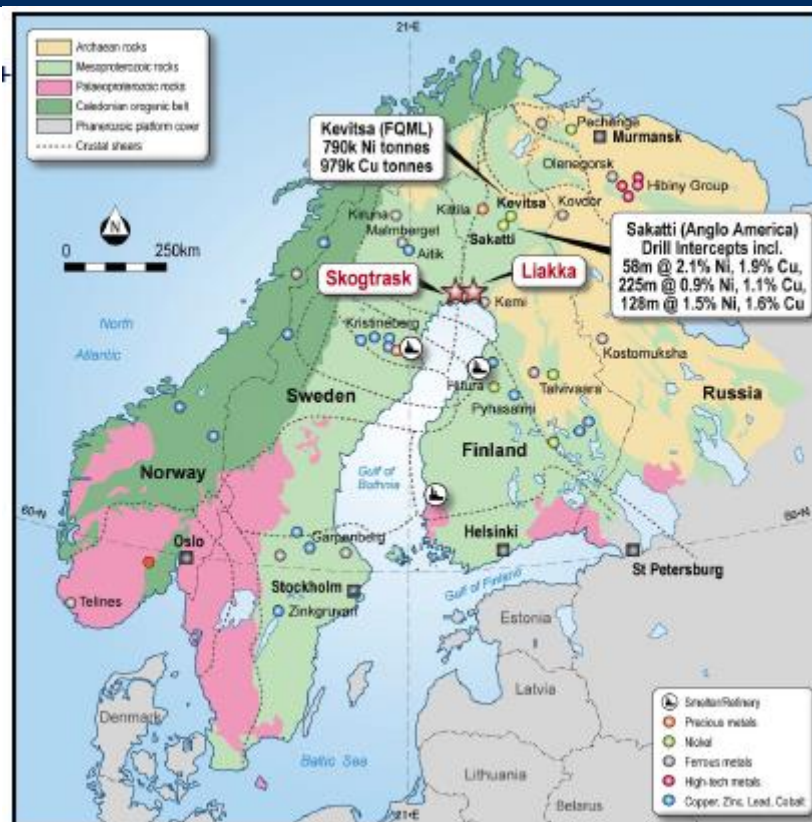 21°E
Archaean rocks
Mesoproterozoic rocks
Palaeoproterozoic rocks
Caledonian orogenic belt
Phanerozoic platform cover
Crustal shears
N
0 250km
Kevitsa (FQML)
790k Ni tonnes
979k Cu tonnes
Pechenga
Murmansk
Olenegorsk
Hibiny Group
Kevitsa
Kovdor
Kittila
Sakatti
Kiruna
Malmberget
Aitik
Sakatti (Anglo America)
Drill Intercepts incl.
58m @ 2.1% Ni, 1.9% Cu,
225m @ 0.9% Ni, 1.1% Cu,
128m @ 1.5% Ni, 1.6% Cu
Skogtrask
Liakka
Kemi
North
Atlantic
Kristineberg
Kostomuksha
Sweden
Hitura
Talvivaara
Russia
Pyhasalmi
Finland
Norway
Gulf of
Bothnia
60°N
60°N
Oslo
Garpenberg
Helsinki
St Petersburg
Stockholm
Gulf of Finland
Telines
Zinkgruvan
Estonia
Latvia
Denmark
Baltic Sea
Lithuania
Belarus
21°E
Smelter/Refinery
Precious metals
Nickel
Ferrous metals
High-tech metals
Copper, Zinc, Lead, Cobalt